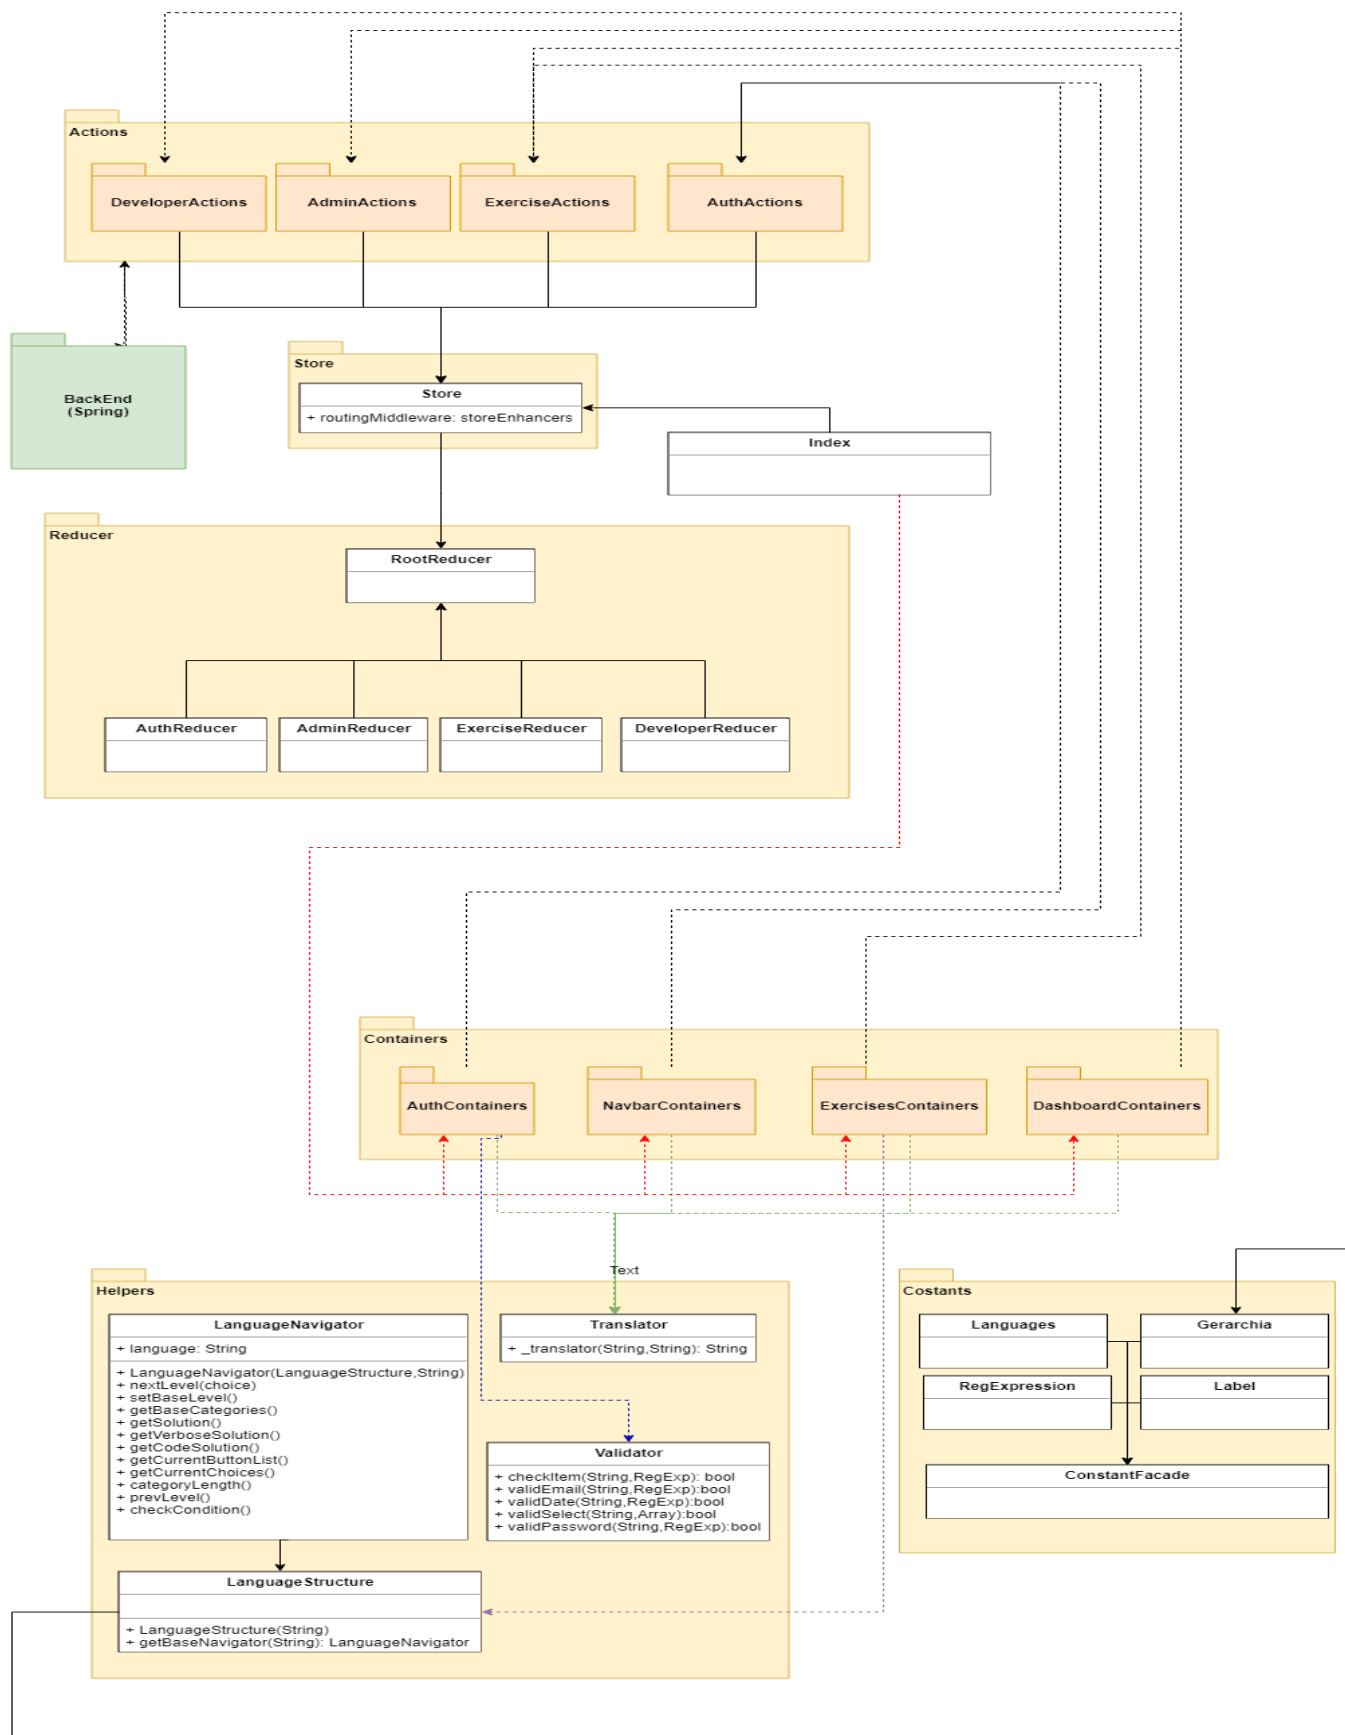 Actions
DeveloperActions
AdminActions
ExerciseActions
AuthActions
BackEnd
(Spring)
Store
Store
+ routingMiddleware: storeEnhancers
Index
Reducer
RootReducer
AuthReducer
AdminReducer
ExerciseReducer
DeveloperReducer
Containers
AuthContainers
NavbarContainers
ExercisesContainers
DashboardContainers
Text
Helpers
LanguageNavigator
+ language: String
+ LanguageNavigator(LanguageStructure,String)
+ nextLevel(choice)
+ setBaseLevel()
+ getBaseCategories()
+ getSolution()
+ getVerboseSolution()
+ getCodeSolution()
+ getCurrentButtonList()
+ getCurrentChoices()
+ categoryLength()
+ prevLevel()
+ checkCondition()
Translator
+ _translator(String,String): String
Validator
+ checkItem(String,RegExp): bool
+ validEmail(String,RegExp):bool
+ validDate(String,RegExp):bool
+ validSelect(String,Array):bool
+ validPassword(String,RegExp):bool
LanguageStructure
+ LanguageStructure(String)
+ getBaseNavigator(String): LanguageNavigator
Costants
Languages
Gerarchia
RegExpression
Label
ConstantFacade